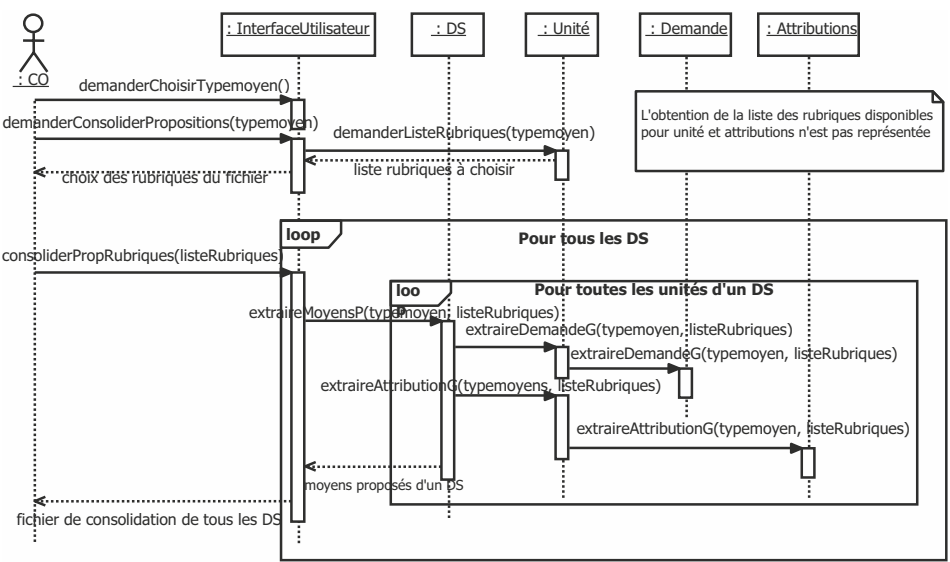 : InterfaceUtilisateur
: DS
: Unité
: Demande
: Attributions
: CO
demanderChoisirTypemoyen()
L'obtention de la liste des rubriques disponibles
pour unité et attributions n'est pas représentée
demanderConsoliderPropositions(typemoyen)
demanderListeRubriques(typemoyen)
liste rubriques à choisir
choix des rubriques du fichier
loop
Pour tous les DS
consoliderPropRubriques(listeRubriques)
loo
p
Pour toutes les unités d'un DS
extraireMoyensP(typemoyen, listeRubriques)
extraireDemandeG(typemoyen, listeRubriques)
extraireDemandeG(typemoyen, listeRubriques)
extraireAttributionG(typemoyens, listeRubriques)
extraireAttributionG(typemoyen, listeRubriques)
moyens proposés d'un DS
fichier de consolidation de tous les DS